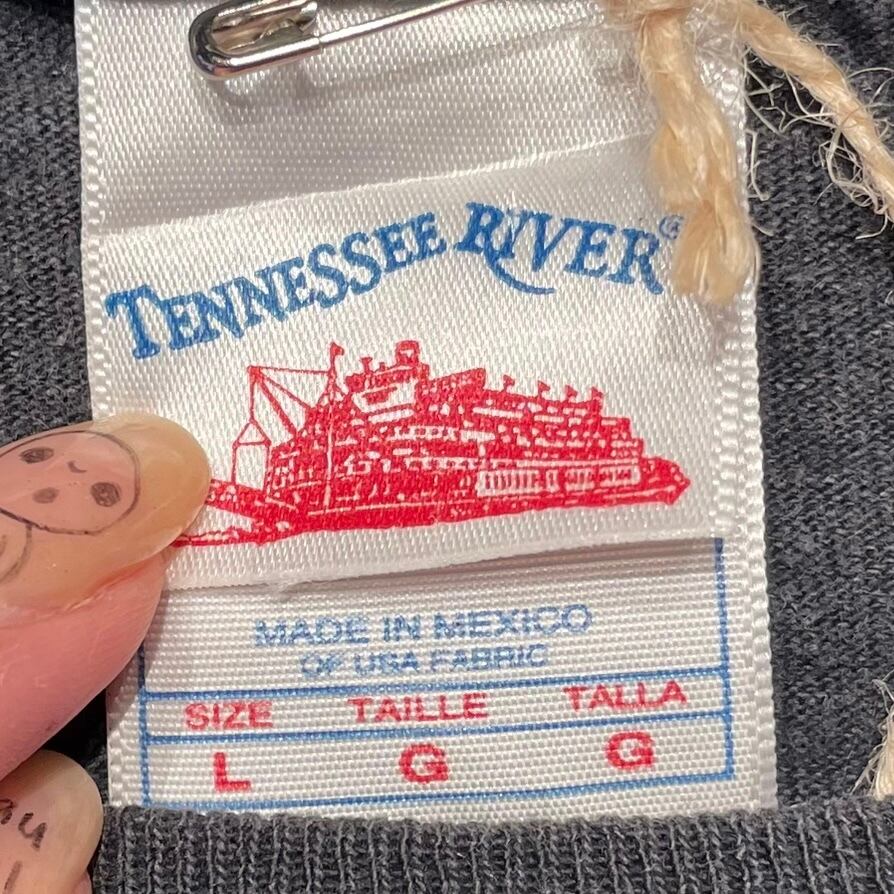 TENNESSEE RIVER®
MADE IN MEXICO
OF USA FABRIC
SIZE TAILLE TALLA
L G G